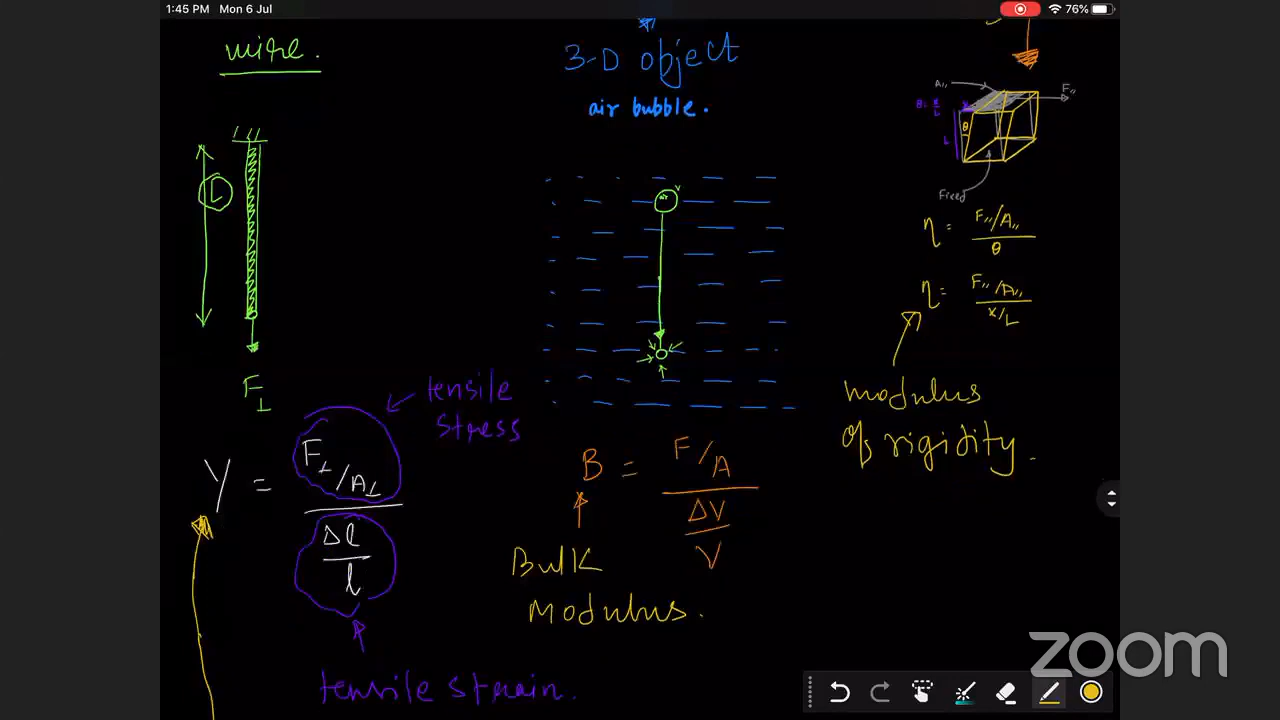 1:45 PM Mon 6 Jul
76%
wire.
3-D object
air bubble.
L
F⊥
Y = F⊥/A⊥
Δl
l
tensile
stress
tensile strain.
air
V
B = F/A
ΔV
V
Bulk
Modulus.
A,,
F,,
θ = x
L
x
θ
L
Fixed
η = F,,/A,,
θ
η = F,,/A,,
x/L
modulus
of rigidity.
zoom